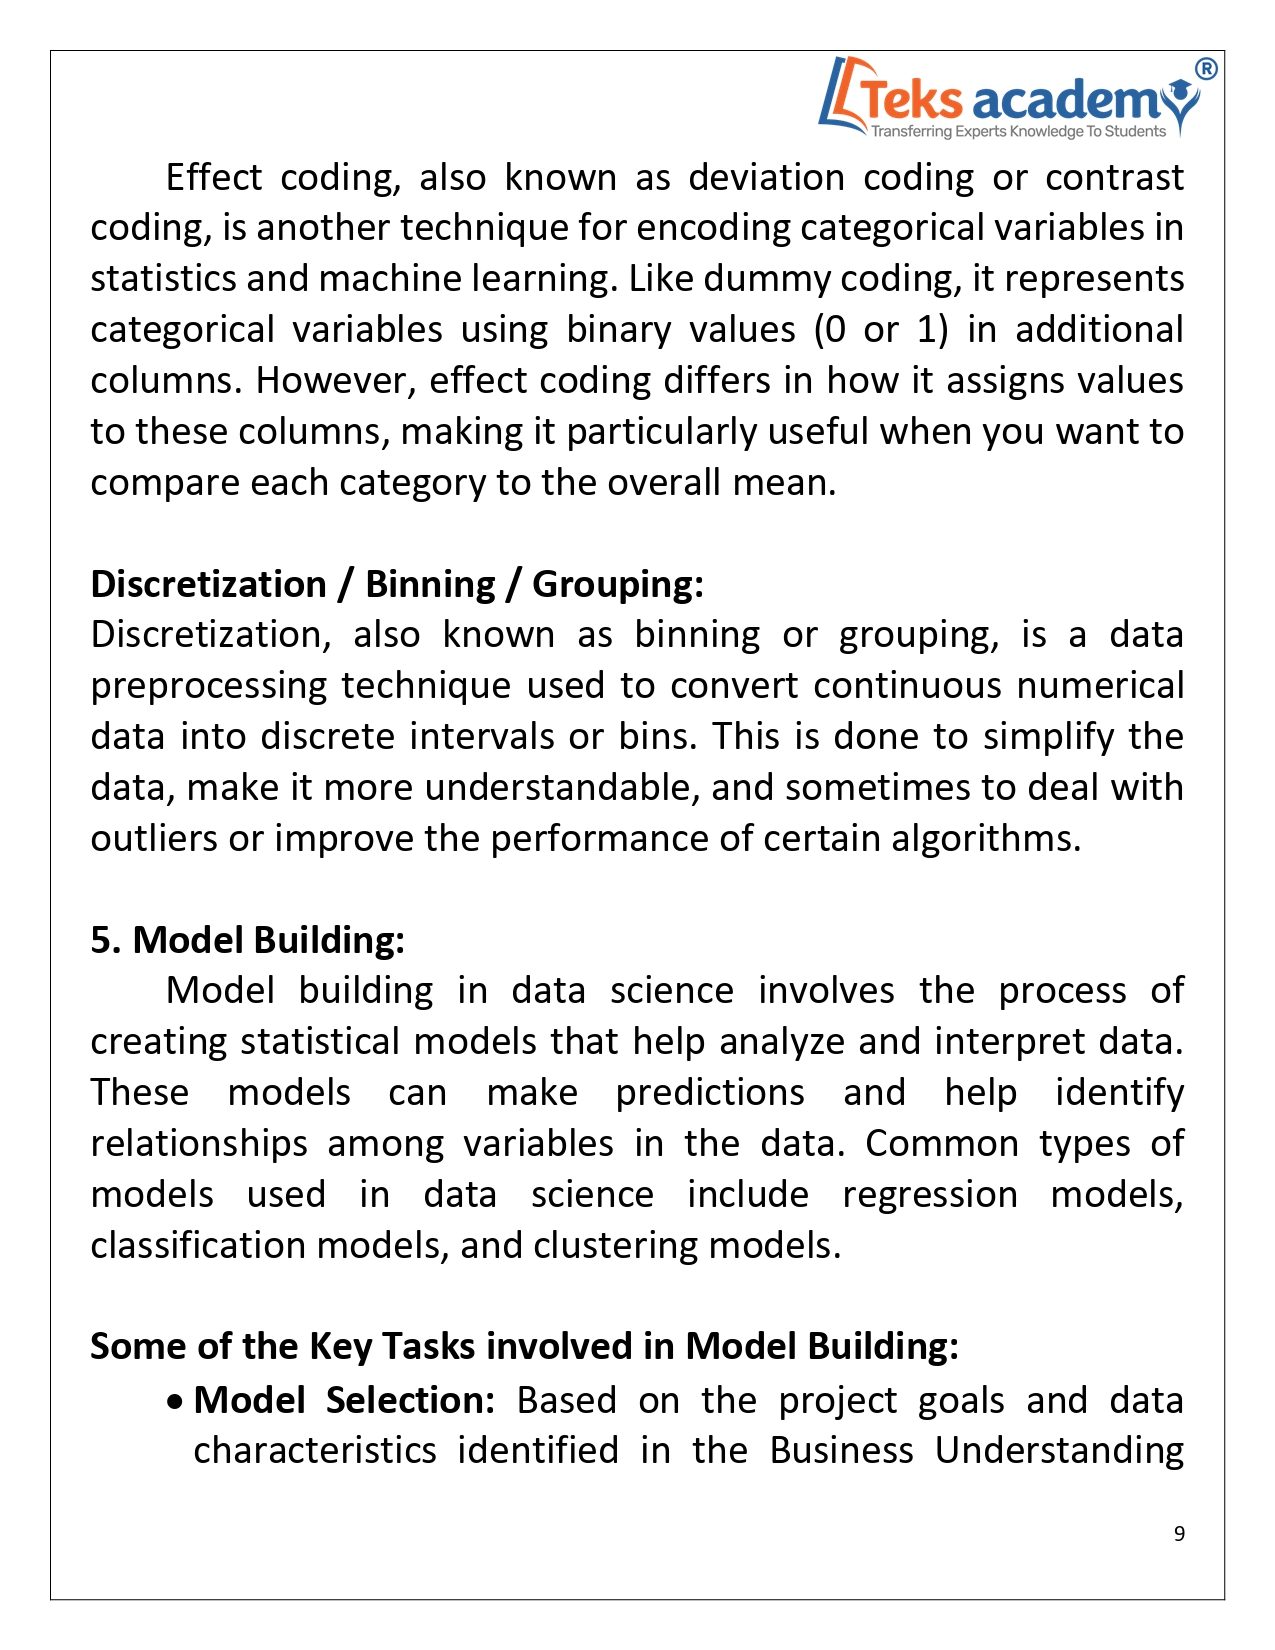 Teks academy ®
Transferring Experts Knowledge To Students
Effect coding, also known as deviation coding or contrast
coding, is another technique for encoding categorical variables in
statistics and machine learning. Like dummy coding, it represents
categorical variables using binary values (0 or 1) in additional
columns. However, effect coding differs in how it assigns values
to these columns, making it particularly useful when you want to
compare each category to the overall mean.
Discretization / Binning / Grouping:
Discretization, also known as binning or grouping, is a data
preprocessing technique used to convert continuous numerical
data into discrete intervals or bins. This is done to simplify the
data, make it more understandable, and sometimes to deal with
outliers or improve the performance of certain algorithms.
5. Model Building:
Model building in data science involves the process of
creating statistical models that help analyze and interpret data.
These models can make predictions and help identify
relationships among variables in the data. Common types of
models used in data science include regression models,
classification models, and clustering models.
Some of the Key Tasks involved in Model Building:
• Model Selection: Based on the project goals and data
characteristics identified in the Business Understanding
9